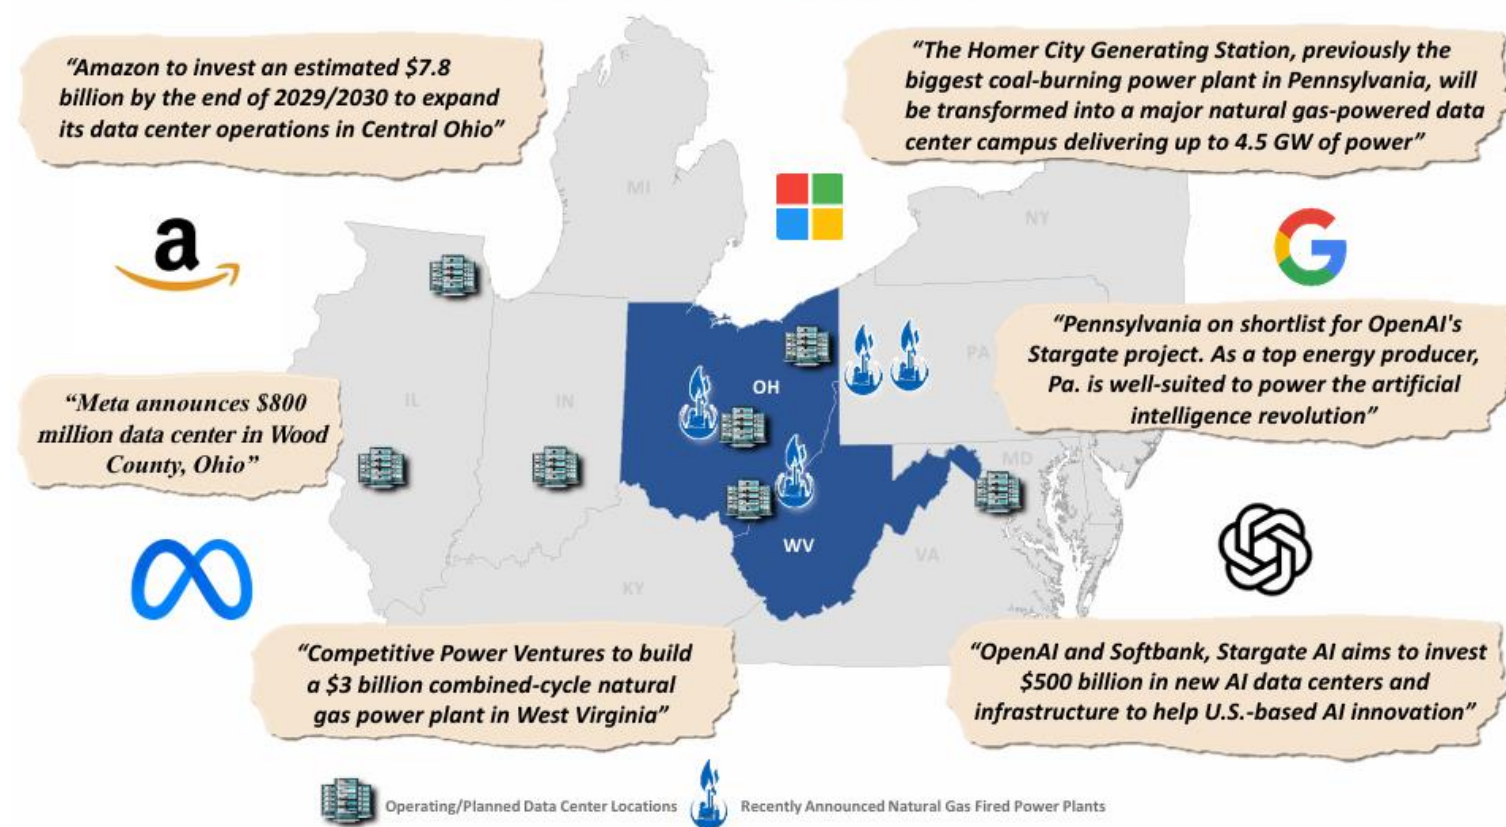 “Amazon to invest an estimated $7.8
billion by the end of 2029/2030 to expand
its data center operations in Central Ohio”
“The Homer City Generating Station, previously the
biggest coal-burning power plant in Pennsylvania, will
be transformed into a major natural gas-powered data
center campus delivering up to 4.5 GW of power”
MI
NY
a
G
“Pennsylvania on shortlist for OpenAI's
Stargate project. As a top energy producer,
Pa. is well-suited to power the artificial
intelligence revolution”
PA
OH
IL
IN
“Meta announces $800
million data center in Wood
County, Ohio”
MD
WV
VA
KY
“Competitive Power Ventures to build
a $3 billion combined-cycle natural
gas power plant in West Virginia”
“OpenAI and Softbank, Stargate AI aims to invest
$500 billion in new AI data centers and
infrastructure to help U.S.-based AI innovation”
Operating/Planned Data Center Locations
Recently Announced Natural Gas Fired Power Plants